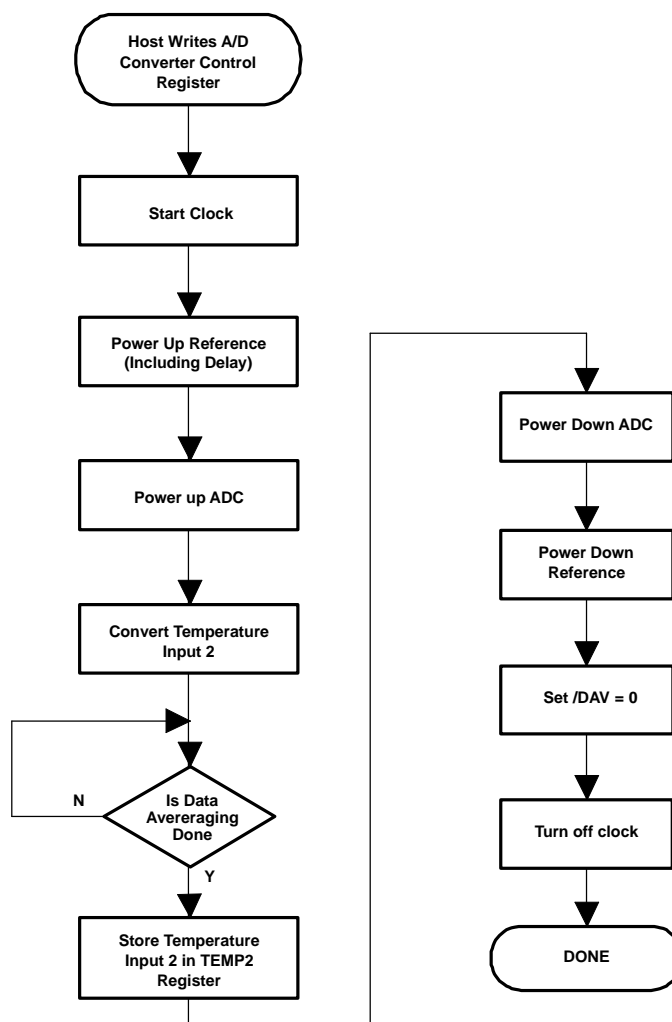 Host Writes A/D
Converter Control
Register
Start Clock
Power Up Reference
(Including Delay)
Power up ADC
Convert Temperature
Input 2
N
Is Data
Avereraging
Done
Y
Store Temperature
Input 2 in TEMP2
Register
Power Down ADC
Power Down
Reference
Set /DAV = 0
Turn off clock
DONE